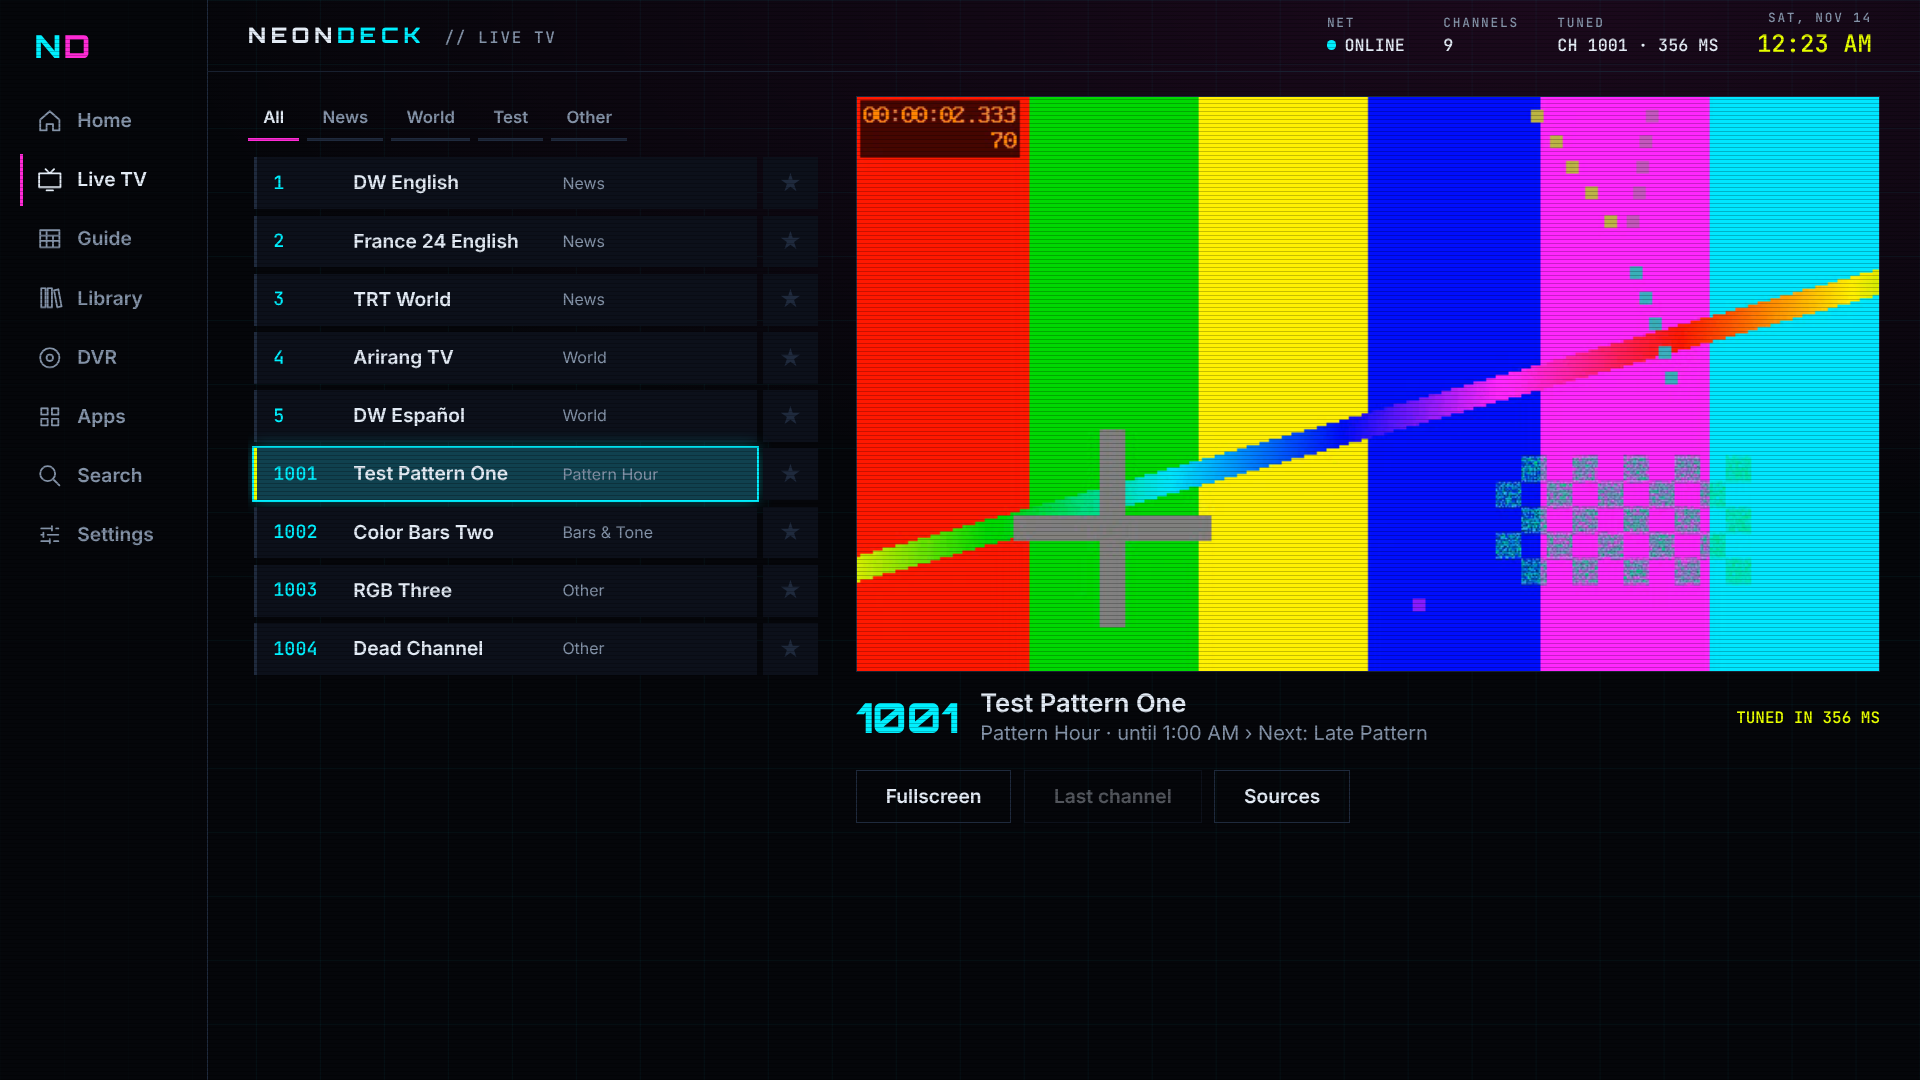 ND
NEONDECK // LIVE TV
NET
ONLINE
CHANNELS
9
TUNED
CH 1001 · 356 MS
SAT, NOV 14
12:23 AM
Home
Live TV
Guide
Library
DVR
Apps
Search
Settings
All News World Test Other
1 DW English News
2 France 24 English News
3 TRT World News
4 Arirang TV World
5 DW Español World
1001 Test Pattern One Pattern Hour
1002 Color Bars Two Bars & Tone
1003 RGB Three Other
1004 Dead Channel Other
00:00:02.333
70
1001
Test Pattern One
Pattern Hour · until 1:00 AM › Next: Late Pattern
TUNED IN 356 MS
Fullscreen Last channel Sources